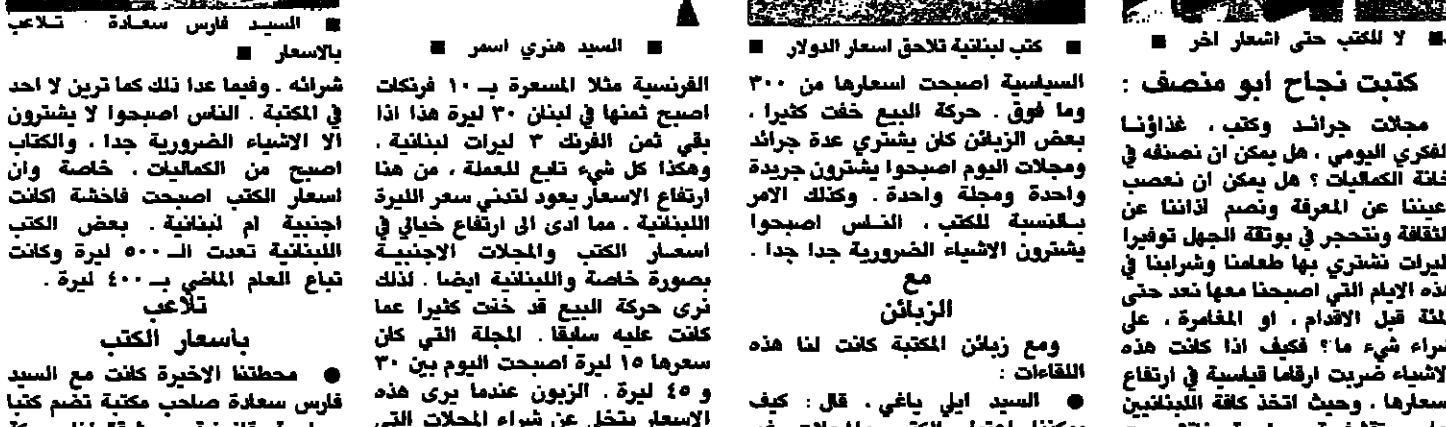 لا للكتب حتى اشعار اخر
كتبت نجاح ابو منصف :
مجلات جرائد وكتب ، غذاؤنا
الفكري اليومي ، هل يمكن ان نصنفه في
خانة الكماليات ؟ هل يمكن ان نعصب
عيننا عن المعرفة ونصم اذاننا عن
الثقافة ونتحجر في بوتقة الجهل توفيرا
لليرات نشتري بها طعامنا وشرابنا في
هذه الايام التي اصبحنا معها نعد حتى
المئة قبل الاقدام ، او المغامرة ، على
شراء شيء ما ؟ فكيف اذا كانت هذه
الاشياء ضربت ارقاما قياسية في ارتفاع
اسعارها . وحيث اتخذ كافة اللبنانيين
■ كتب لبنانية تلاحق اسعار الدولار ■
السياسية اصبحت اسعارها من ٣٠٠
وما فوق . حركة البيع خفت كثيرا .
بعض الزبائن كان يشتري عدة جرائد
ومجلات اليوم اصبحوا يشترون جريدة
واحدة ومجلة واحدة . وكذلك الامر
بالنسبة للكتب ، الناس اصبحوا
يشترون الاشياء الضرورية جدا جدا .
مع
الزبائن
ومع زبائن المكتبة كانت لنا هذه
اللقاءات :
● السيد ايلي ياغي . قال : كيف
■ السيد هنري اسمر ■
الفرنسية مثلا المسعرة بـ ١٠ فرنكات
اصبح ثمنها في لبنان ٣٠ ليرة هذا اذا
بقي ثمن الفرنك ٣ ليرات لبنانية .
وهكذا كل شيء تابع للعملة ، من هنا
ارتفاع الاسعار يعود لتدني سعر الليرة
اللبنانية . مما ادى الى ارتفاع خيالي في
اسعار الكتب والمجلات الاجنبية
بصورة خاصة واللبنانية ايضا . لذلك
نرى حركة البيع قد خفت كثيرا عما
كانت عليه سابقا . المجلة التي كان
سعرها ١٥ ليرة اصبحت اليوم بين ٣٠
و ٤٥ ليرة . الزبون عندما يرى هذه
الاسعار يتخلى عن شراء المجلات التي
■ السيد فارس سعادة تلاعب
بالاسعار ■
شرائه . وفيما عدا ذلك كما ترين لا احد
في المكتبة . الناس اصبحوا لا يشترون
الا الاشياء الضرورية جدا . والكتاب
اصبح من الكماليات . خاصة وان
اسعار الكتب اصبحت فاحشة اكانت
اجنبية ام لبنانية . بعض الكتب
اللبنانية تعدت الـ ٥٠٠ ليرة وكانت
تباع العام الماضي بـ ٤٠٠ ليرة .
تلاعب
بأسعار الكتب
● محطتنا الاخيرة كانت مع السيد
فارس سعادة صاحب مكتبة تضم كتبا